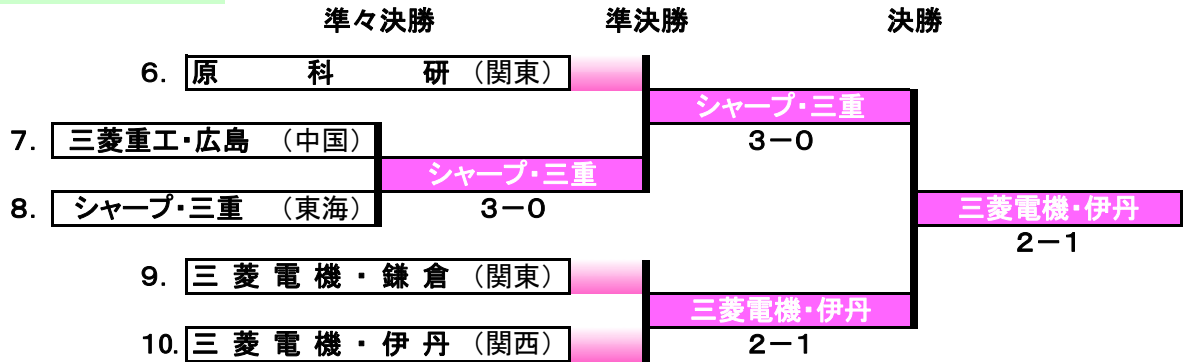 準々決勝 準決勝 決勝
6. 原科研 （関東）
シャープ・三重
7. 三菱重工・広島 （中国） 3－0
シャープ・三重
8. シャープ・三重 （東海） 3－0 三菱電機・伊丹
2－1
9. 三菱電機・鎌倉 （関東）
三菱電機・伊丹
10. 三菱電機・伊丹 （関西） 2－1